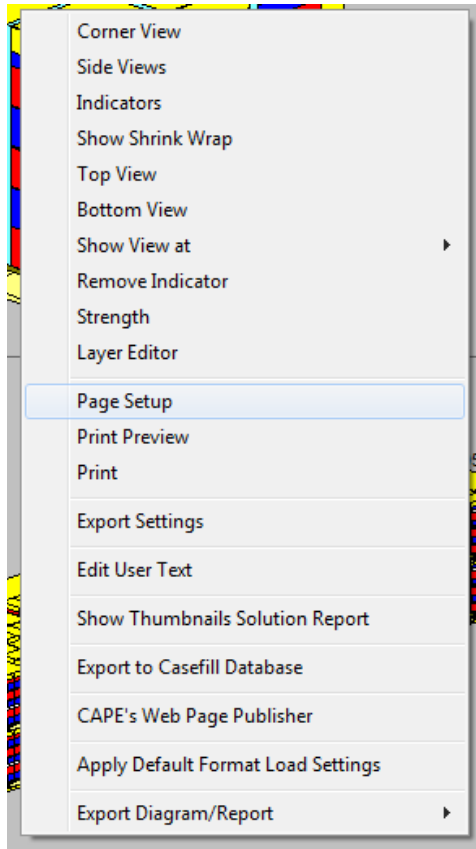 Corner View
Side Views
Indicators
Show Shrink Wrap
Top View
Bottom View
Show View at
Remove Indicator
Strength
Layer Editor
Page Setup
Print Preview
Print
Export Settings
Edit User Text
Show Thumbnails Solution Report
Export to Casefill Database
CAPE's Web Page Publisher
Apply Default Format Load Settings
Export Diagram/Report